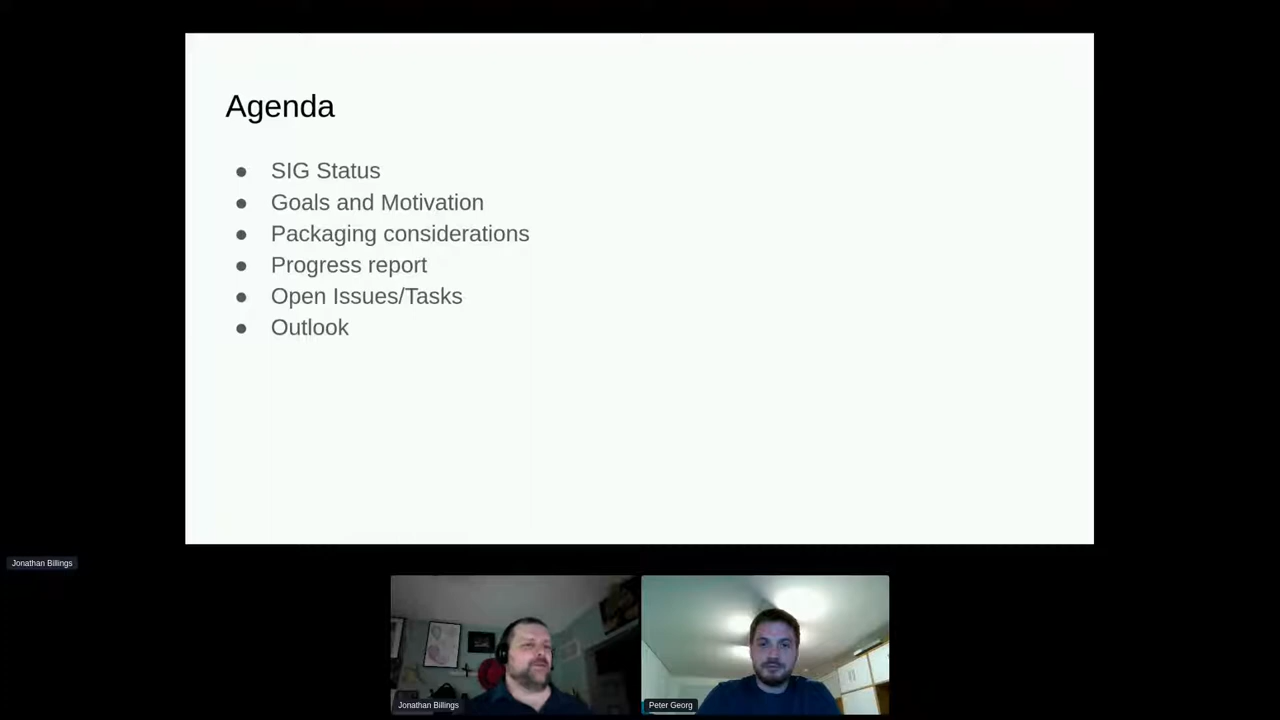 Agenda
● SIG Status
● Goals and Motivation
● Packaging considerations
● Progress report
● Open Issues/Tasks
● Outlook
Jonathan Billings
Jonathan Billings
Peter Georg